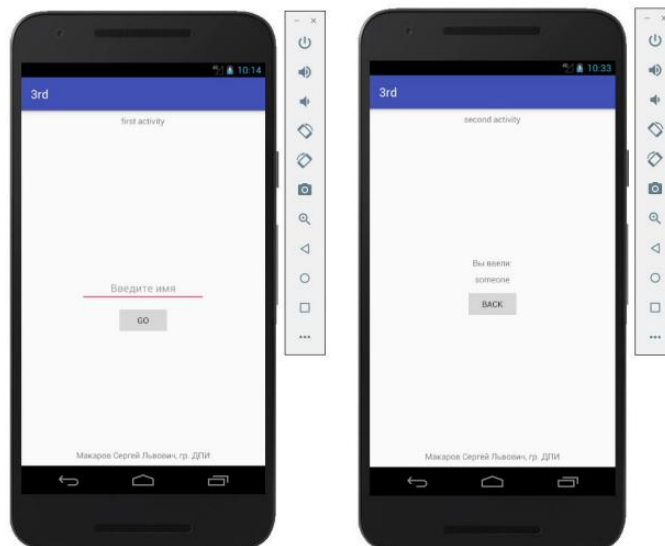 10:14
3rd
first activity
Введите имя
GO
Макаров Сергей Львович, гр. ДПИ
10:33
3rd
second activity
Вы ввели:
someone
BACK
Макаров Сергей Львович, гр. ДПИ